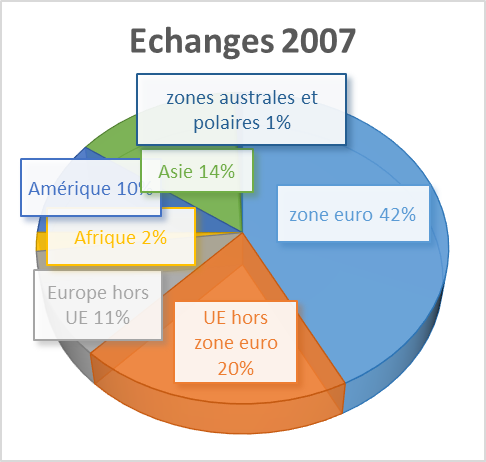 Echanges 2007
zones australes et
polaires 1%
Asie 14%
Amérique 10%
zone euro 42%
Afrique 2%
Europe hors
UE 11%
UE hors
zone euro
20%